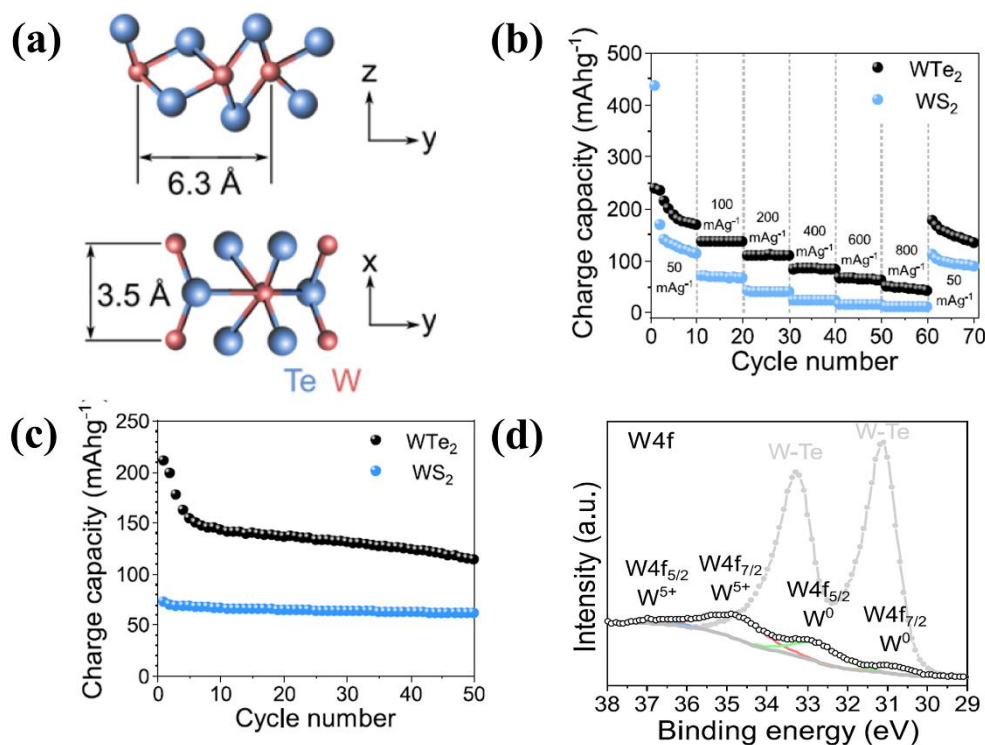 (a)
z
y
6.3 Å
3.5 Å
x
y
Te W
(b)
Charge capacity (mAhg⁻¹)
500
450
300
250
200
150
100
50
0
WTe₂
WS₂
50
mAg⁻¹
100
mAg⁻¹
200
mAg⁻¹
400
mAg⁻¹
600
mAg⁻¹
800
mAg⁻¹
50
mAg⁻¹
0 10 20 30 40 50 60 70
Cycle number
(c)
Charge capacity (mAhg⁻¹)
250
200
150
100
50
0
WTe₂
WS₂
0 10 20 30 40 50
Cycle number
(d)
Intensity (a.u.)
W4f
W-Te
W-Te
W4f₅/₂
W⁵⁺
W4f₇/₂
W⁵⁺
W4f₅/₂
W⁰
W4f₇/₂
W⁰
38 37 36 35 34 33 32 31 30 29
Binding energy (eV)